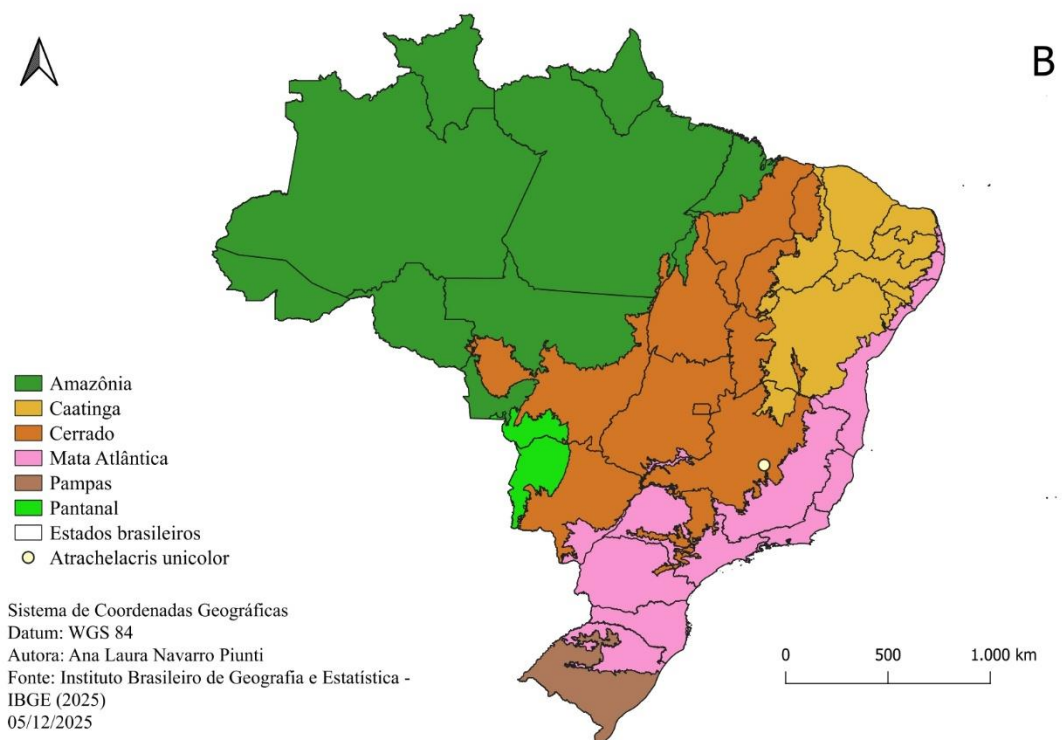 B
Amazônia
Caatinga
Cerrado
Mata Atlântica
Pampas
Pantanal
Estados brasileiros
Atrachelacris unicolor
Sistema de Coordenadas Geográficas
Datum: WGS 84
Autora: Ana Laura Navarro Piunti
Fonte: Instituto Brasileiro de Geografia e Estatística -
IBGE (2025)
05/12/2025
0 500 1.000 km